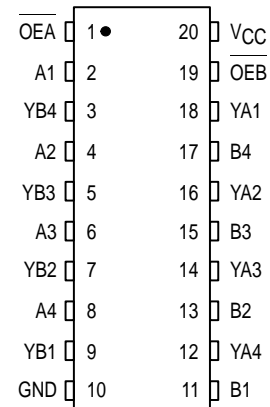 OEA 1 20 VCC
A1 2 19 OEB
YB4 3 18 YA1
A2 4 17 B4
YB3 5 16 YA2
A3 6 15 B3
YB2 7 14 YA3
A4 8 13 B2
YB1 9 12 YA4
GND 10 11 B1